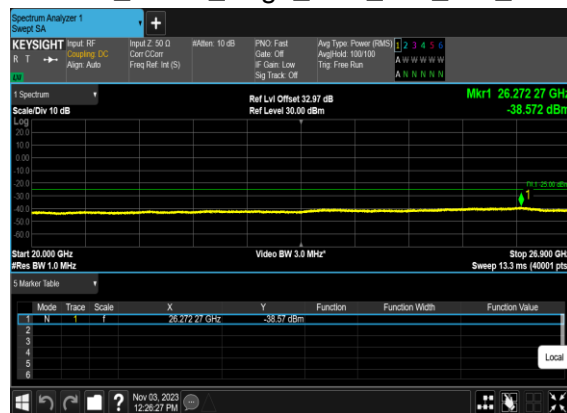 Spectrum Analyzer 1
Swept SA
+
KEYSIGHT Input: RF Input Z: 50 Ω #Atten: 10 dB PNO: Fast Avg Type: Power (RMS) 1 2 3 4 5 6
R T Coupling: DC Corr CCorr Gate: Off Avg|Hold: 100/100 A W W W W W
Align: Auto Freq Ref: Int (S) IF Gain: Low Trig: Free Run A N N N N N
Sig Track: Off
1 Spectrum Ref Lvl Offset 32.97 dB Mkr1 26.272 27 GHz
Scale/Div 10 dB Ref Level 30.00 dBm -38.572 dBm
Log
20.0
10.0
0.00
-10.0
-20.0
-30.0
-40.0
-50.0
-60.0
1
Start 20.000 GHz Video BW 3.0 MHz* Stop 26.900 GHz
#Res BW 1.0 MHz Sweep 13.3 ms (40001 pts)
5 Marker Table
Mode Trace Scale X Y Function Function Width Function Value
1 N 1 f 26.272 27 GHz -38.57 dBm
2
3
4
5
6
Local
? Nov 03, 2023
12:26:27 PM